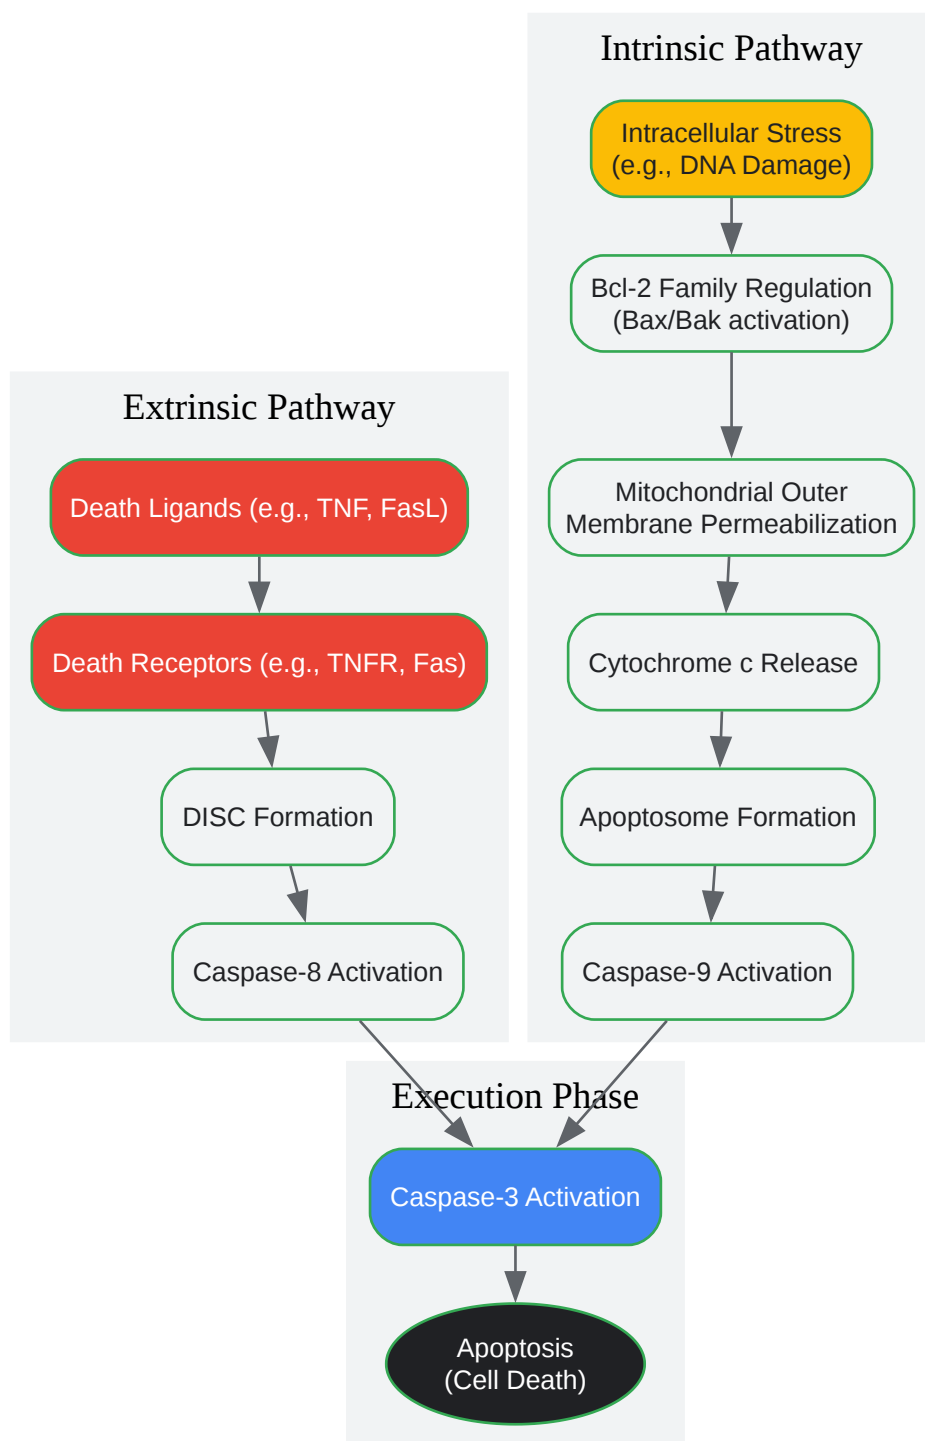 Intrinsic Pathway
Intracellular Stress
(e.g., DNA Damage)
Bcl-2 Family Regulation
(Bax/Bak activation)
Mitochondrial Outer
Membrane Permeabilization
Cytochrome c Release
Apoptosome Formation
Caspase-9 Activation
Extrinsic Pathway
Death Ligands (e.g., TNF, FasL)
Death Receptors (e.g., TNFR, Fas)
DISC Formation
Caspase-8 Activation
Execution Phase
Caspase-3 Activation
Apoptosis
(Cell Death)